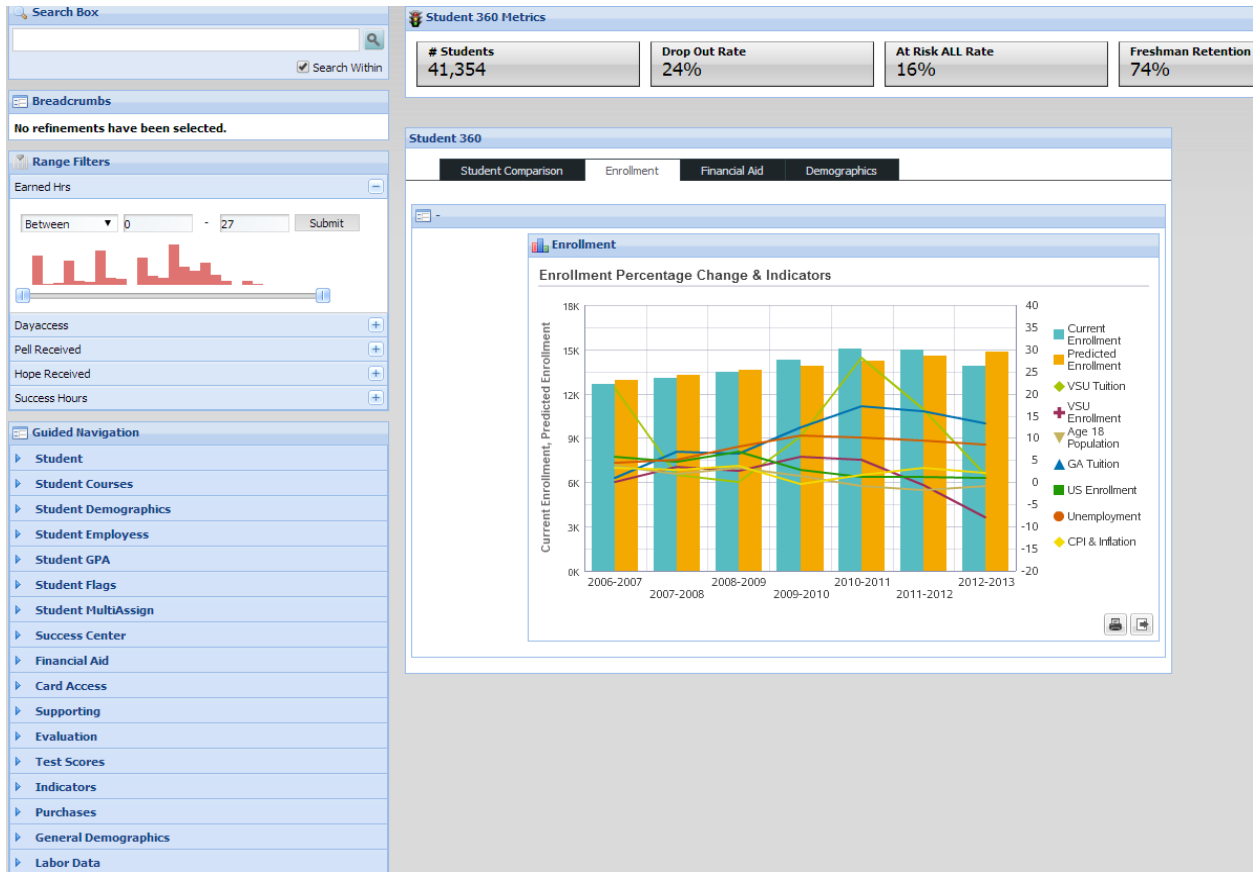 Search Box
Search Within
Breadcrumbs
No refinements have been selected.
Range Filters
Earned Hrs
Between 0 - 27 Submit
Dayaccess
Pell Received
Hope Received
Success Hours
Guided Navigation
Student
Student Courses
Student Demographics
Student Employess
Student GPA
Student Flags
Student MultiAssign
Success Center
Financial Aid
Card Access
Supporting
Evaluation
Test Scores
Indicators
Purchases
General Demographics
Labor Data
Student 360 Metrics
# Students
41,354
Drop Out Rate
24%
At Risk ALL Rate
16%
Freshman Retention
74%
Student 360
Student Comparison Enrollment Financial Aid Demographics
-
Enrollment
Enrollment Percentage Change & Indicators
Current Enrollment, Predicted Enrollment
18K
15K
12K
9K
6K
3K
0K
2006-2007
2007-2008
2008-2009
2009-2010
2010-2011
2011-2012
2012-2013
40
35
30
25
20
15
10
5
0
-5
-10
-15
-20
Current
Enrollment
Predicted
Enrollment
VSU Tuition
VSU
Enrollment
Age 18
Population
GA Tuition
US Enrollment
Unemployment
CPI & Inflation